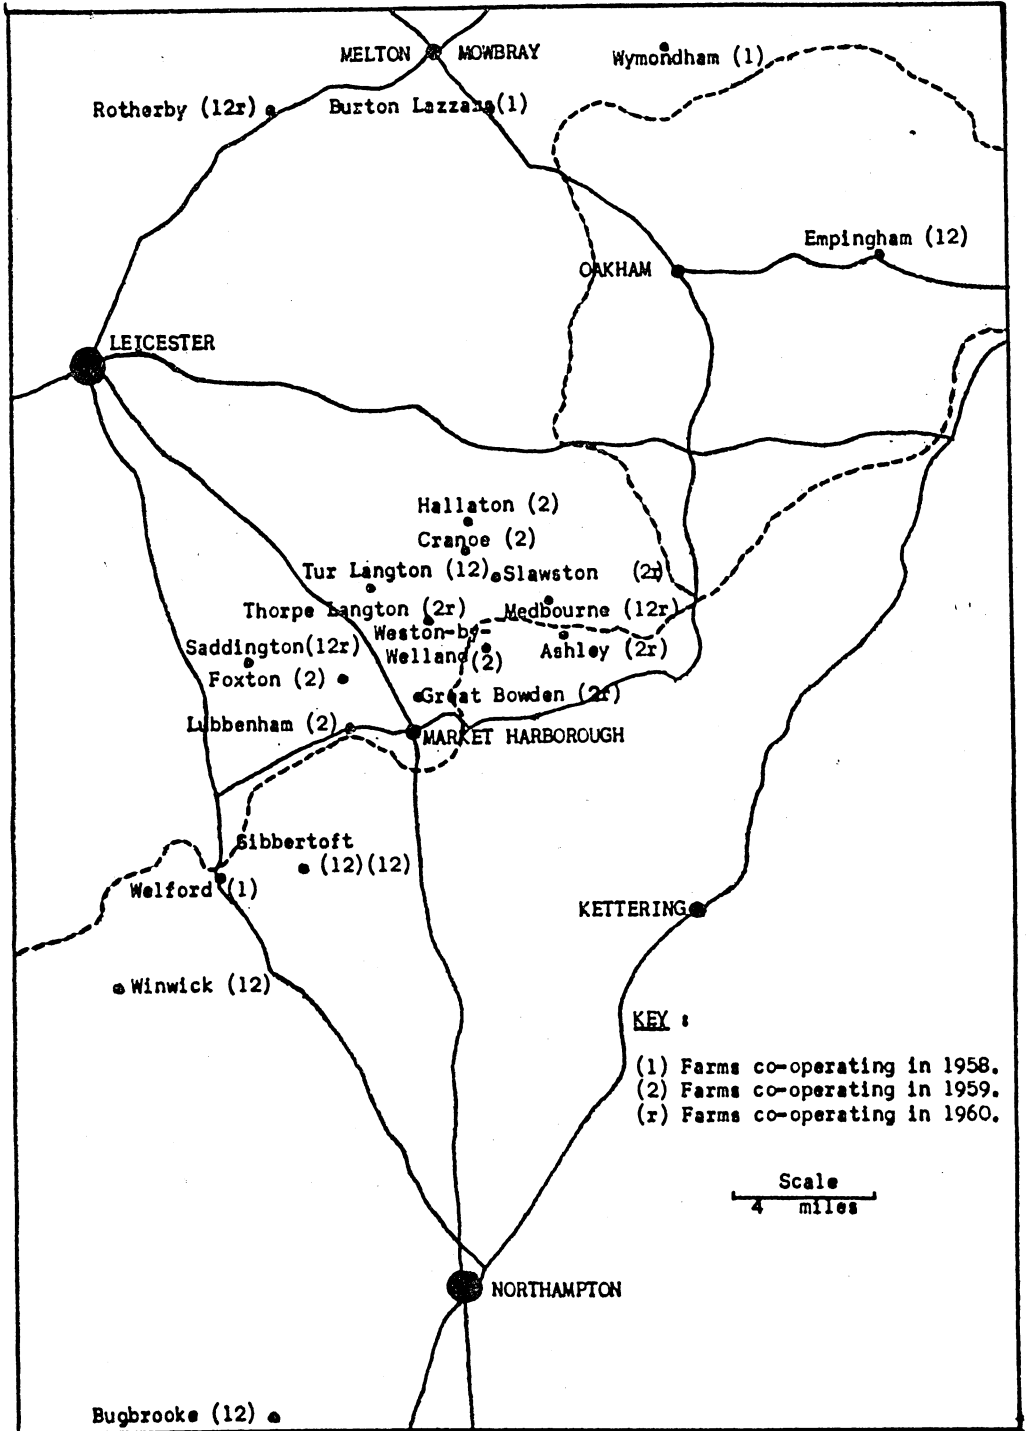 MELTON MOWBRAY
Wymondham (1)
Rotherby (12r)
Burton Lazzars(1)
Empingham (12)
OAKHAM
LEICESTER
Hallaton (2)
Cranoe (2)
Tur Langton (12)
Slawston (2r)
Thorpe Langton (2r)
Medbourne (12r)
Weston-by-
Welland (2)
Saddington(12r)
Ashley (2r)
Foxton (2)
Great Bowden (2r)
Lubbenham (2)
MARKET HARBOROUGH
Sibbertoft
(12)(12)
Welford (1)
KETTERING
Winwick (12)
KEY :
(1) Farms co-operating in 1958.
(2) Farms co-operating in 1959.
(r) Farms co-operating in 1960.
Scale
4 miles
NORTHAMPTON
Bugbrooke (12)